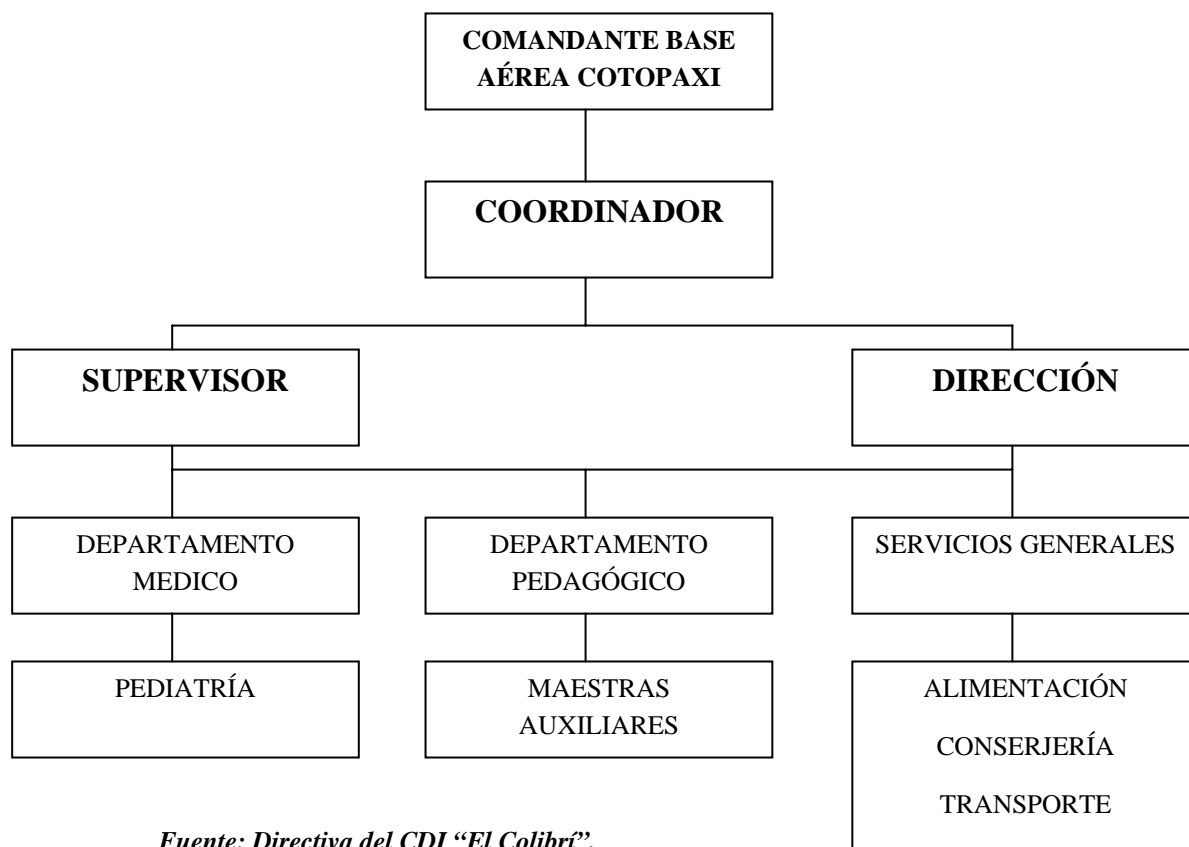 COMANDANTE BASE
AÉREA COTOPAXI
COORDINADOR
SUPERVISOR
DIRECCIÓN
DEPARTAMENTO
MEDICO
DEPARTAMENTO
PEDAGÓGICO
SERVICIOS GENERALES
PEDIATRÍA
MAESTRAS
AUXILIARES
ALIMENTACIÓN
CONSERJERÍA
TRANSPORTE
Fuente: Directiva del CDI “El Colibrí”.